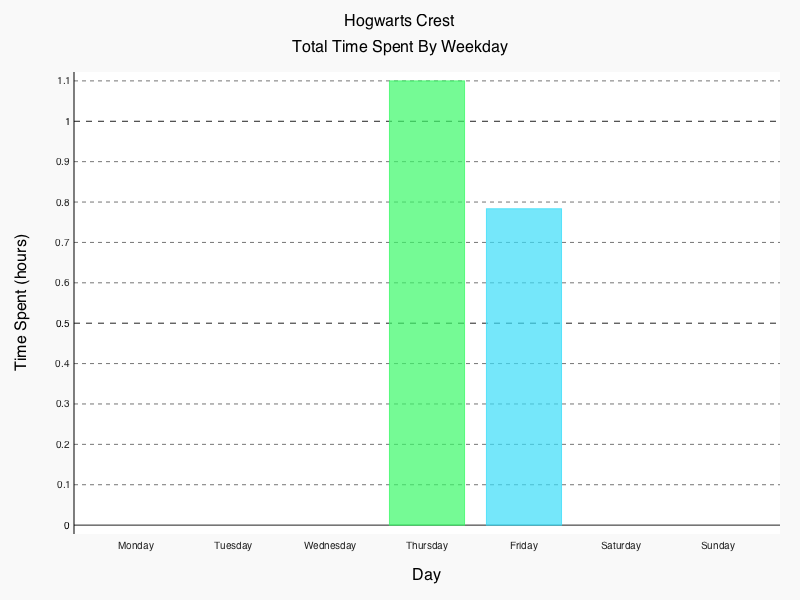 Hogwarts Crest
Total Time Spent By Weekday
Time Spent (hours)
1.1
1
0.9
0.8
0.7
0.6
0.5
0.4
0.3
0.2
0.1
0
Monday Tuesday Wednesday Thursday Friday Saturday Sunday
Day